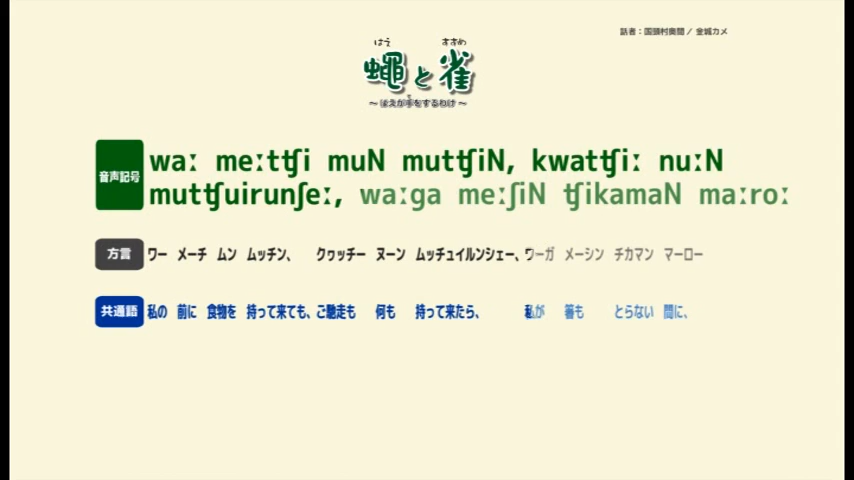 話者：国頭村奥間 / 金城カメ
はえ すずめ
蠅と雀
～はえが手をするわけ～
音声記号
waː meːtʧi muN mutʧiN, kwatʧiː nuːN
mutʧuirunʃeː, waːga meːʃiN ʧikamaN maːroː
方言 ワー メーチ ムン ムッチン、 クヮッチー ヌーン ムッチュイルンシェー、ワーガ メーシン チカマン マーロー
共通語 私の 前に 食物を 持って来ても、ご馳走も 何も 持って来たら、 私が 箸も とらない 間に、